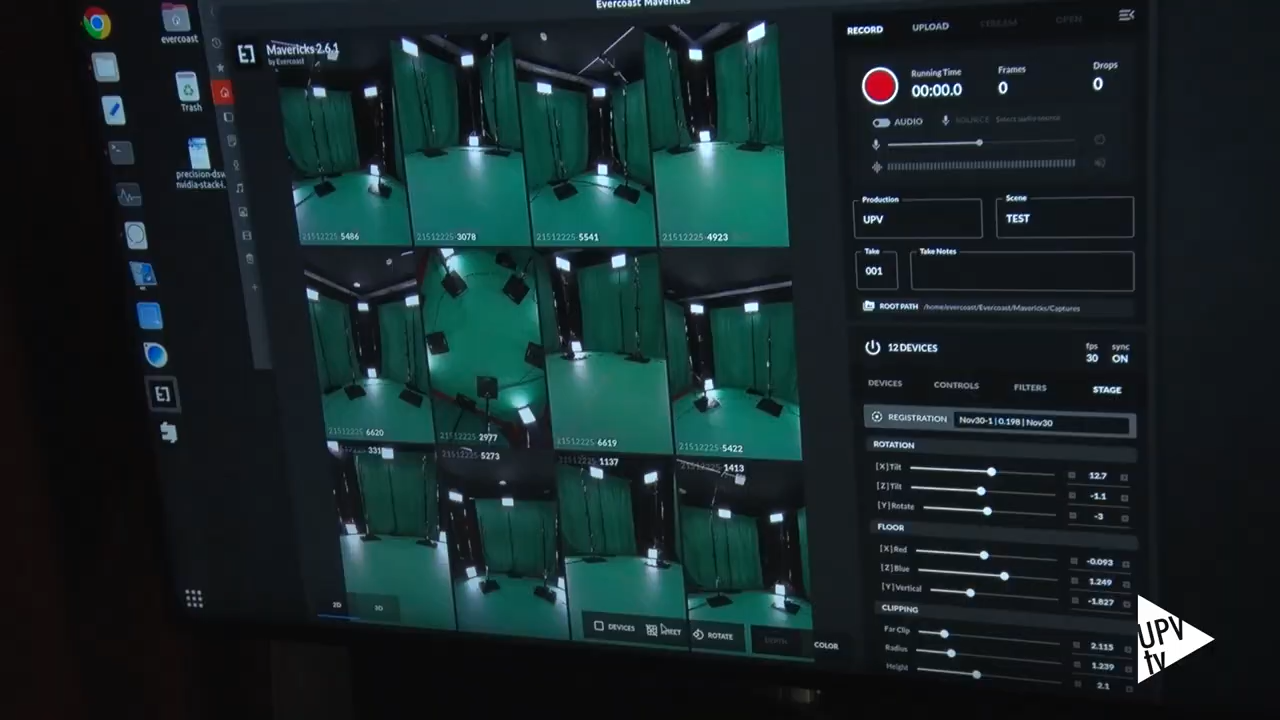 Evercoast Mavericks
evercoast
Trash
precision-dsw
nvidia-stack-l...
Mavericks 2.6.1
by Evercoast
21512225-5486
21512225-3078
21512225-5541
21512225-4923
21512225-6620
21512225-2977
21512225-6619
21512225-5422
21512225-5273
21512225-1137
21512225-1413
2D
3D
DEVICES
ROTATE
DEPTH
COLOR
RECORD
UPLOAD
STREAM
OPEN
Running Time
00:00.0
Frames
0
Drops
0
AUDIO
SOURCE
Select audio source
Production
UPV
Scene
TEST
Take
001
Take Notes
ROOT PATH /home/evercoast/Evercoast/Mavericks/Captures
12 DEVICES
fps
30
sync
ON
DEVICES
CONTROLS
FILTERS
STAGE
REGISTRATION
Nov30-1 | 0.198 | Nov30
ROTATION
[X]Tilt 12.7
[Z]Tilt -1.1
[Y]Rotate -3
FLOOR
[X]Red -0.093
[Z]Blue 1.249
[Y]Vertical -1.827
CLIPPING
Far Clip 2.115
Radius 1.239
Height 2.1
UPV
tv